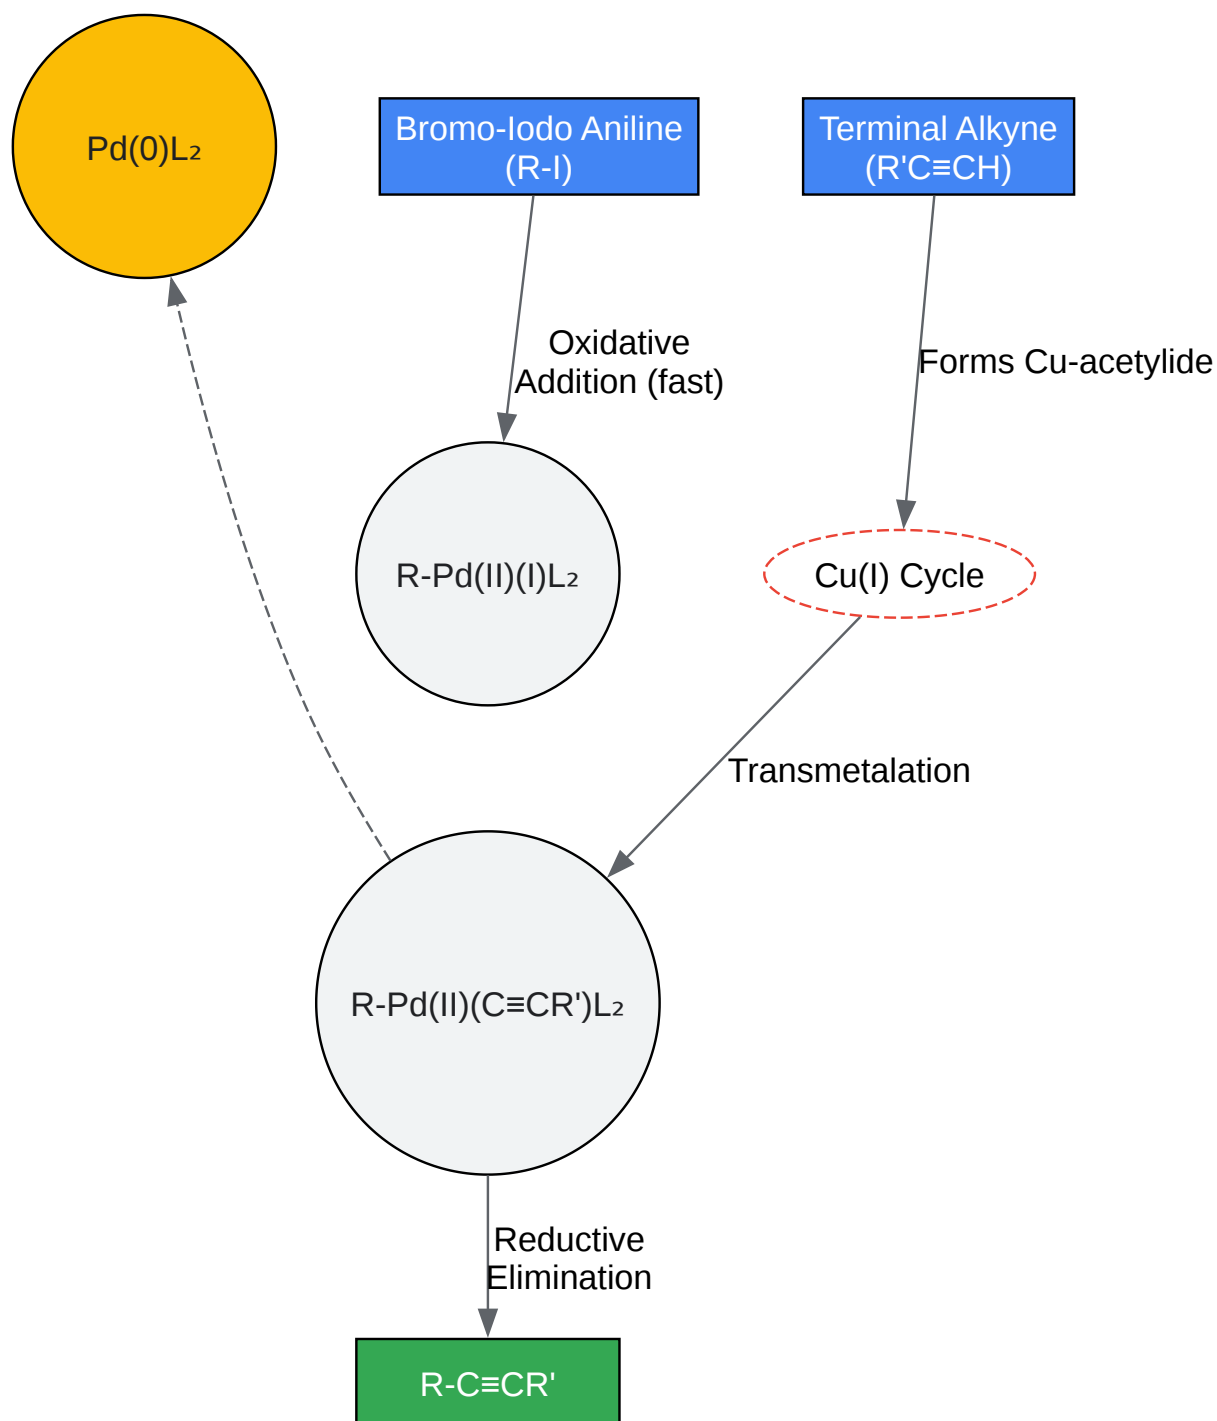 Pd(0)L₂
Bromo-Iodo Aniline
(R-I)
Terminal Alkyne
(R'C≡CH)
Oxidative
Addition (fast)
Forms Cu-acetylide
R-Pd(II)(I)L₂
Cu(I) Cycle
Transmetalation
R-Pd(II)(C≡CR')L₂
Reductive
Elimination
R-C≡CR'